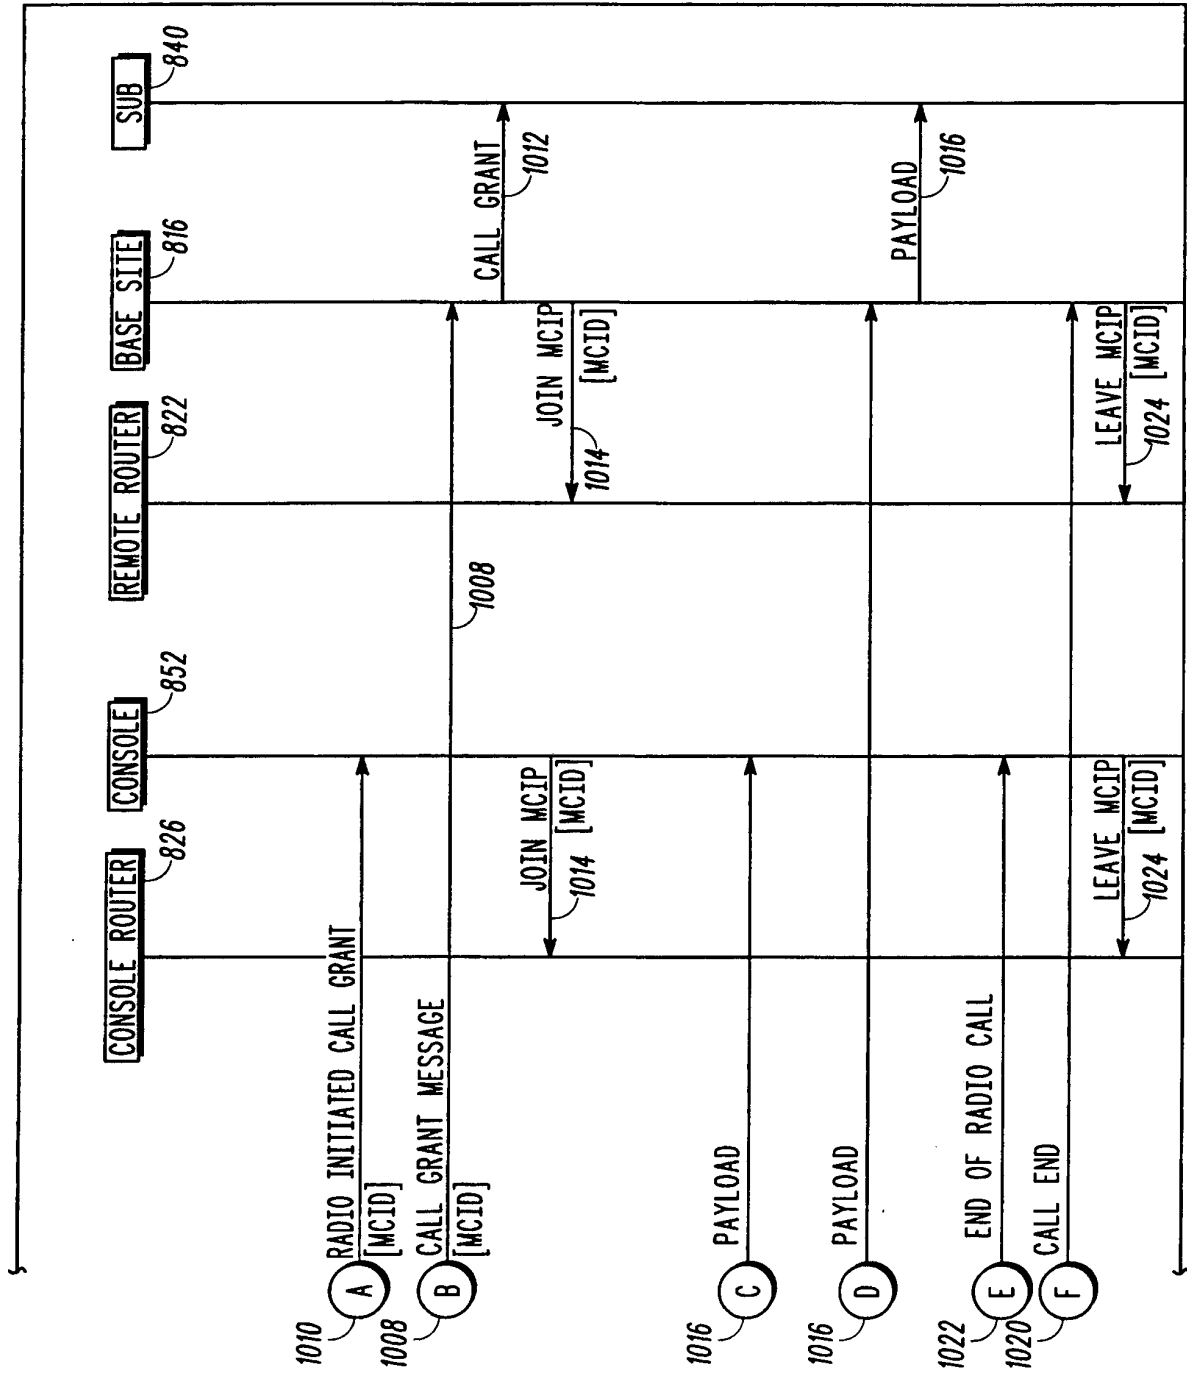 CONSOLE ROUTER
826
CONSOLE
852
REMOTE ROUTER
822
BASE SITE
816
SUB
840
1010
A
RADIO INITIATED CALL GRANT
[MCID]
1008
B
CALL GRANT MESSAGE
[MCID]
1008
CALL GRANT
1012
JOIN MCIP
[MCID]
1014
JOIN MCIP
[MCID]
1014
1016
C
PAYLOAD
1016
D
PAYLOAD
PAYLOAD
1016
1022
E
END OF RADIO CALL
1020
F
CALL END
LEAVE MCIP
[MCID]
1024
LEAVE MCIP
[MCID]
1024